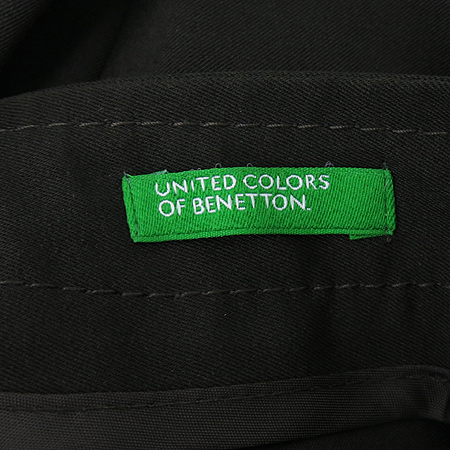 UNITED COLORS
OF BENETTON.